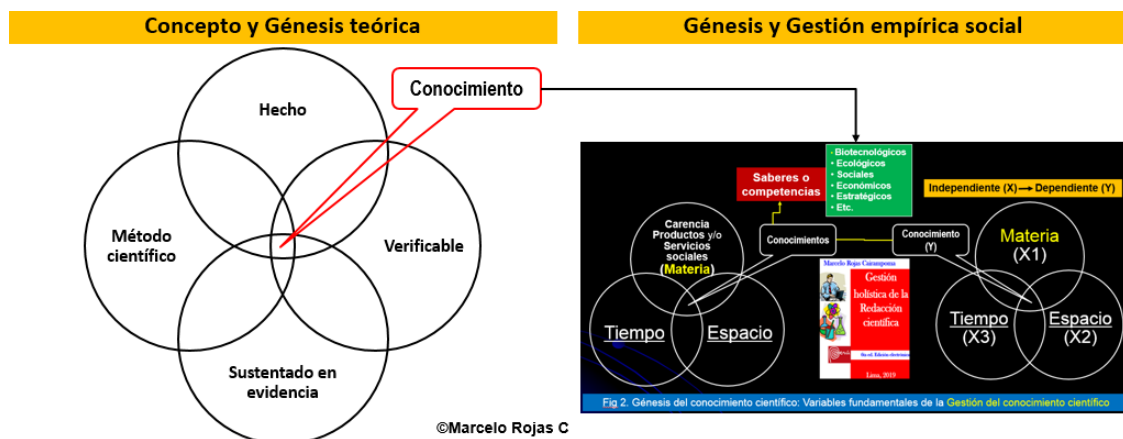 Concepto y Génesis teórica
Hecho
Conocimiento
Método
científico
Verificable
Sustentado en
evidencia
©Marcelo Rojas C
Génesis y Gestión empírica social
• Biotecnológicos
• Ecológicos
• Sociales
• Económicos
• Estratégicos
• Etc.
Saberes o
competencias
Independiente (X) → Dependiente (Y)
Carencia
Productos y/o
Servicios
sociales
(Materia)
Conocimientos
Conocimiento
(Y)
Materia
(X1)
Tiempo
Espacio
Marcelo Rojas Cairampoma
Gestión
holística de la
Redacción
científica
Lima, 2019
Tiempo
(X3)
Espacio
(X2)
Fig 2. Génesis del conocimiento científico: Variables fundamentales de la Gestión del conocimiento científico